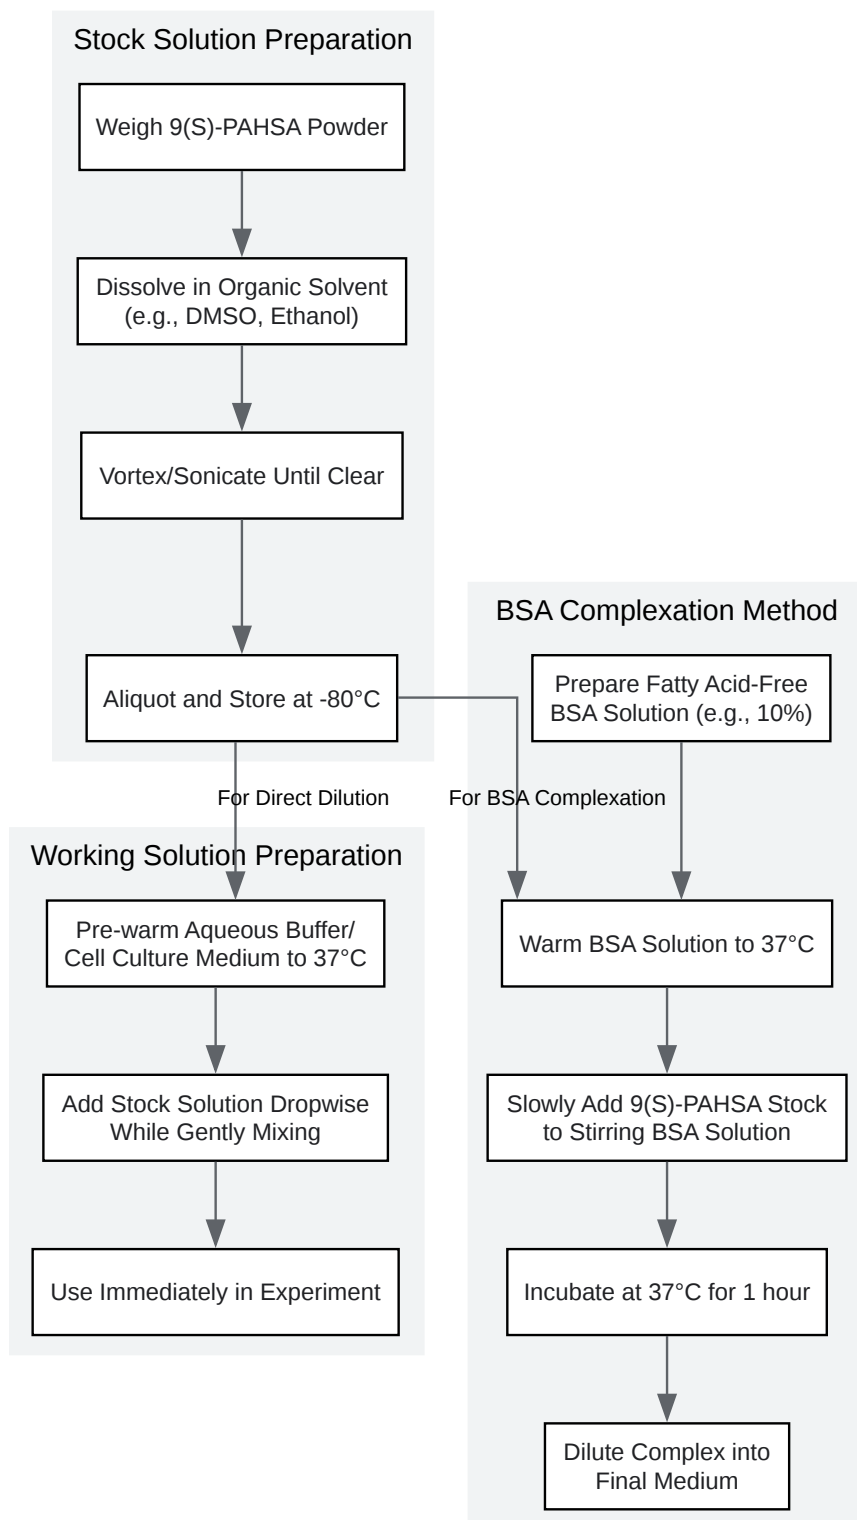 Stock Solution Preparation
Weigh 9(S)-PAHSA Powder
Dissolve in Organic Solvent
(e.g., DMSO, Ethanol)
Vortex/Sonicate Until Clear
Aliquot and Store at -80°C
For Direct Dilution
Working Solution Preparation
Pre-warm Aqueous Buffer/
Cell Culture Medium to 37°C
Add Stock Solution Dropwise
While Gently Mixing
Use Immediately in Experiment
BSA Complexation Method
Prepare Fatty Acid-Free
BSA Solution (e.g., 10%)
For BSA Complexation
Warm BSA Solution to 37°C
Slowly Add 9(S)-PAHSA Stock
to Stirring BSA Solution
Incubate at 37°C for 1 hour
Dilute Complex into
Final Medium